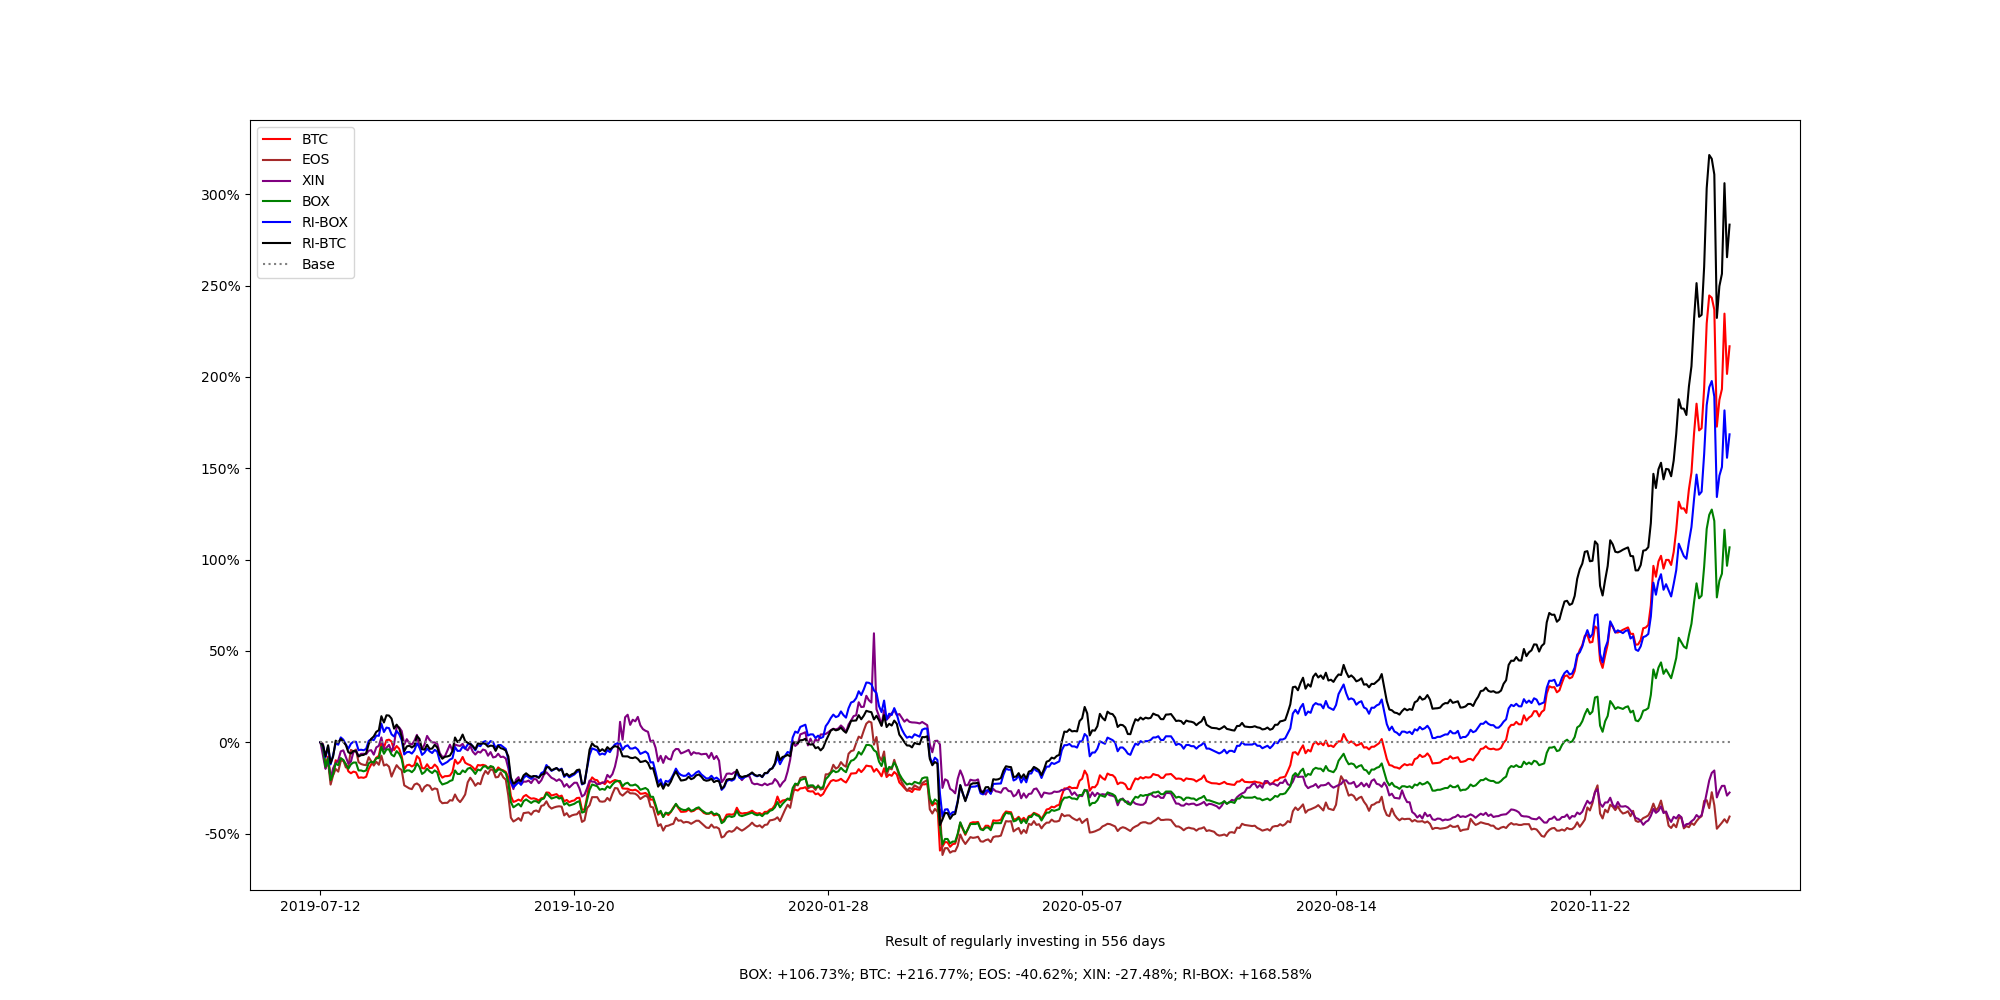 BTC
EOS
XIN
BOX
RI-BOX
RI-BTC
Base
300%
250%
200%
150%
100%
50%
0%
-50%
2019-07-12 2019-10-20 2020-01-28 2020-05-07 2020-08-14 2020-11-22
Result of regularly investing in 556 days
BOX: +106.73%; BTC: +216.77%; EOS: -40.62%; XIN: -27.48%; RI-BOX: +168.58%